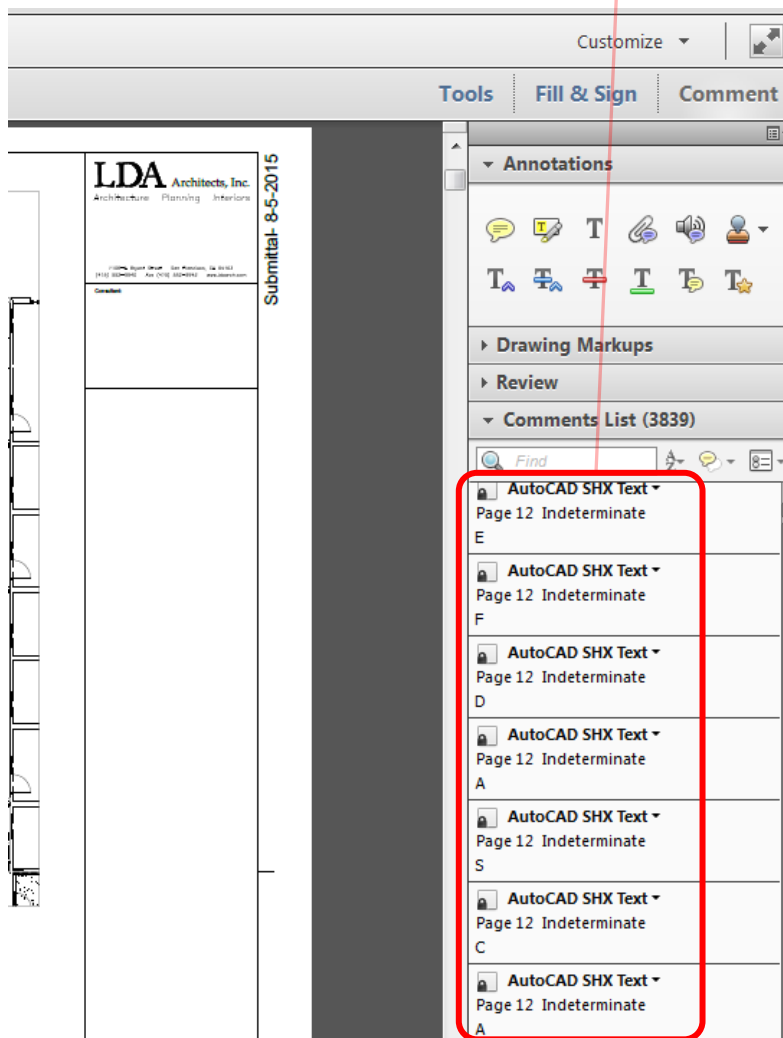 Customize
Tools Fill & Sign Comment
LDA Architects, Inc.
Architecture Planning Interiors
Consultant:
Submittal- 8-5-2015
Annotations
Drawing Markups
Review
Comments List (3839)
Find
AutoCAD SHX Text
Page 12 Indeterminate
E
AutoCAD SHX Text
Page 12 Indeterminate
F
AutoCAD SHX Text
Page 12 Indeterminate
D
AutoCAD SHX Text
Page 12 Indeterminate
A
AutoCAD SHX Text
Page 12 Indeterminate
S
AutoCAD SHX Text
Page 12 Indeterminate
C
AutoCAD SHX Text
Page 12 Indeterminate
A